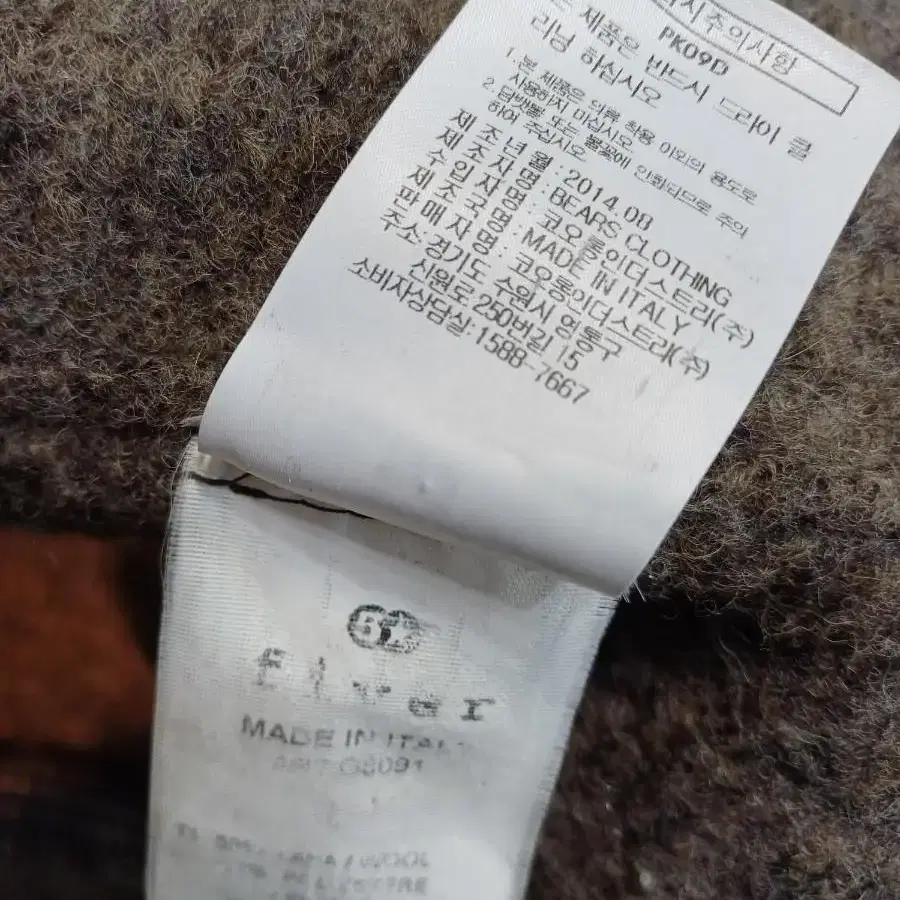 취시주의사항
PK09D
본 제품은 반드시 드라이 클
리닝 하십시오
1. 본 제품은 의류 착용 이외의 용도로
사용하지 마십시오
2. 담뱃불 또는 불꽃에 인화되므로 주의
하여 주십시오
제조년월 : 2014.08
제조자명 : BEARS CLOTHING
수입자명 : 코오롱인더스트리(주)
제조국명 : MADE IN ITALY
판매자명 : 코오롱인더스트리(주)
주소: 경기도 수원시 영통구
신원로 250번길 15
소비자상담실: 1588-7667
MADE IN ITALY
WOOL